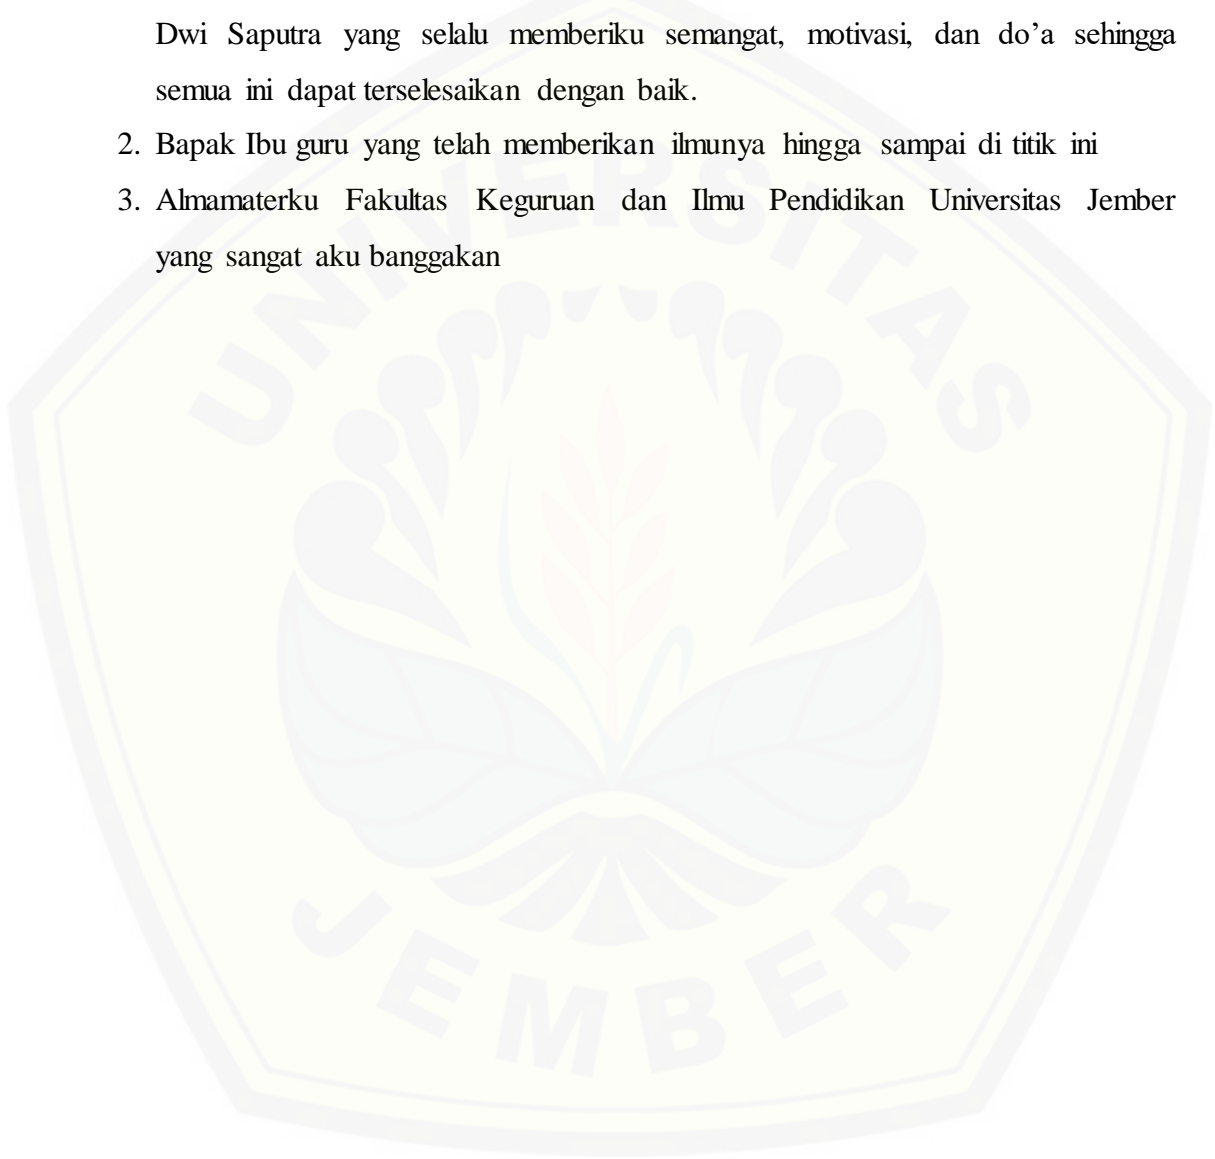 Dwi Saputra yang selalu memberiku semangat, motivasi, dan do’a sehingga
semua ini dapat terselesaikan dengan baik.
2. Bapak Ibu guru yang telah memberikan ilmunya hingga sampai di titik ini
3. Almamaterku Fakultas Keguruan dan Ilmu Pendidikan Universitas Jember
yang sangat aku banggakan
UNIVERSITAS
JEMBER